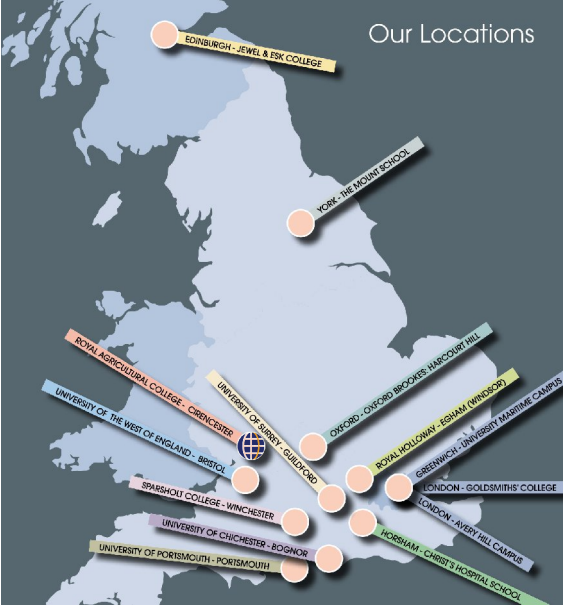 Our Locations
EDINBURGH - JEWEL & ESK COLLEGE
YORK - THE MOUNT SCHOOL
ROYAL AGRICULTURAL COLLEGE - CIRENCESTER
UNIVERSITY OF THE WEST OF ENGLAND - BRISTOL
UNIVERSITY OF SURREY - GUILDFORD
OXFORD - OXFORD BROOKES: HARCOURT HILL
ROYAL HOLLOWAY - EGHAM (WINDSOR)
GREENWICH - UNIVERSITY MARITIME CAMPUS
LONDON - GOLDSMITHS' COLLEGE
LONDON - AVERY HILL CAMPUS
SPARSHOLT COLLEGE - WINCHESTER
UNIVERSITY OF CHICHESTER - BOGNOR
UNIVERSITY OF PORTSMOUTH - PORTSMOUTH
HORSHAM - CHRIST'S HOSPITAL SCHOOL